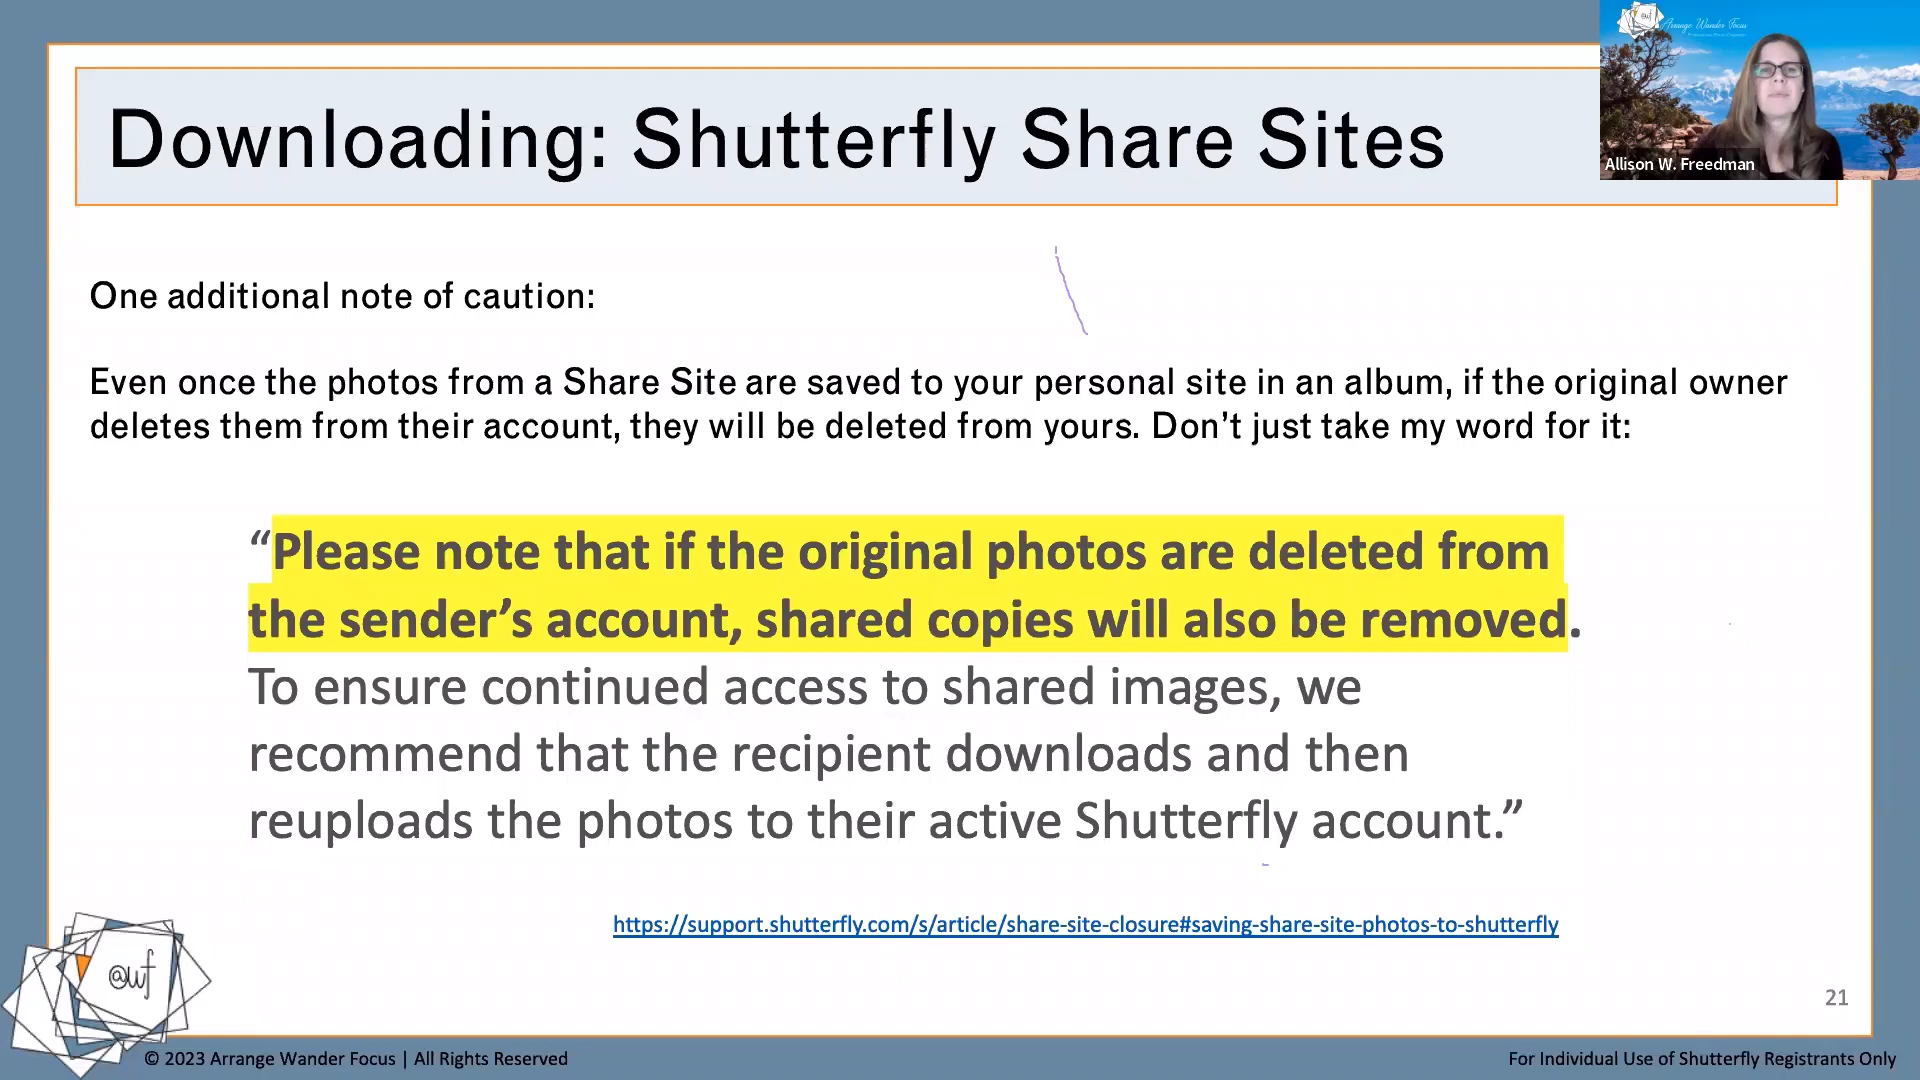 Downloading: Shutterfly Share Sites
awf Arrange Wander Focus
Allison W. Freedman
One additional note of caution:
Even once the photos from a Share Site are saved to your personal site in an album, if the original owner
deletes them from their account, they will be deleted from yours. Don’t just take my word for it:
“Please note that if the original photos are deleted from
the sender’s account, shared copies will also be removed.
To ensure continued access to shared images, we
recommend that the recipient downloads and then
reuploads the photos to their active Shutterfly account.”
https://support.shutterfly.com/s/article/share-site-closure#saving-share-site-photos-to-shutterfly
@wf
21
© 2023 Arrange Wander Focus | All Rights Reserved
For Individual Use of Shutterfly Registrants Only